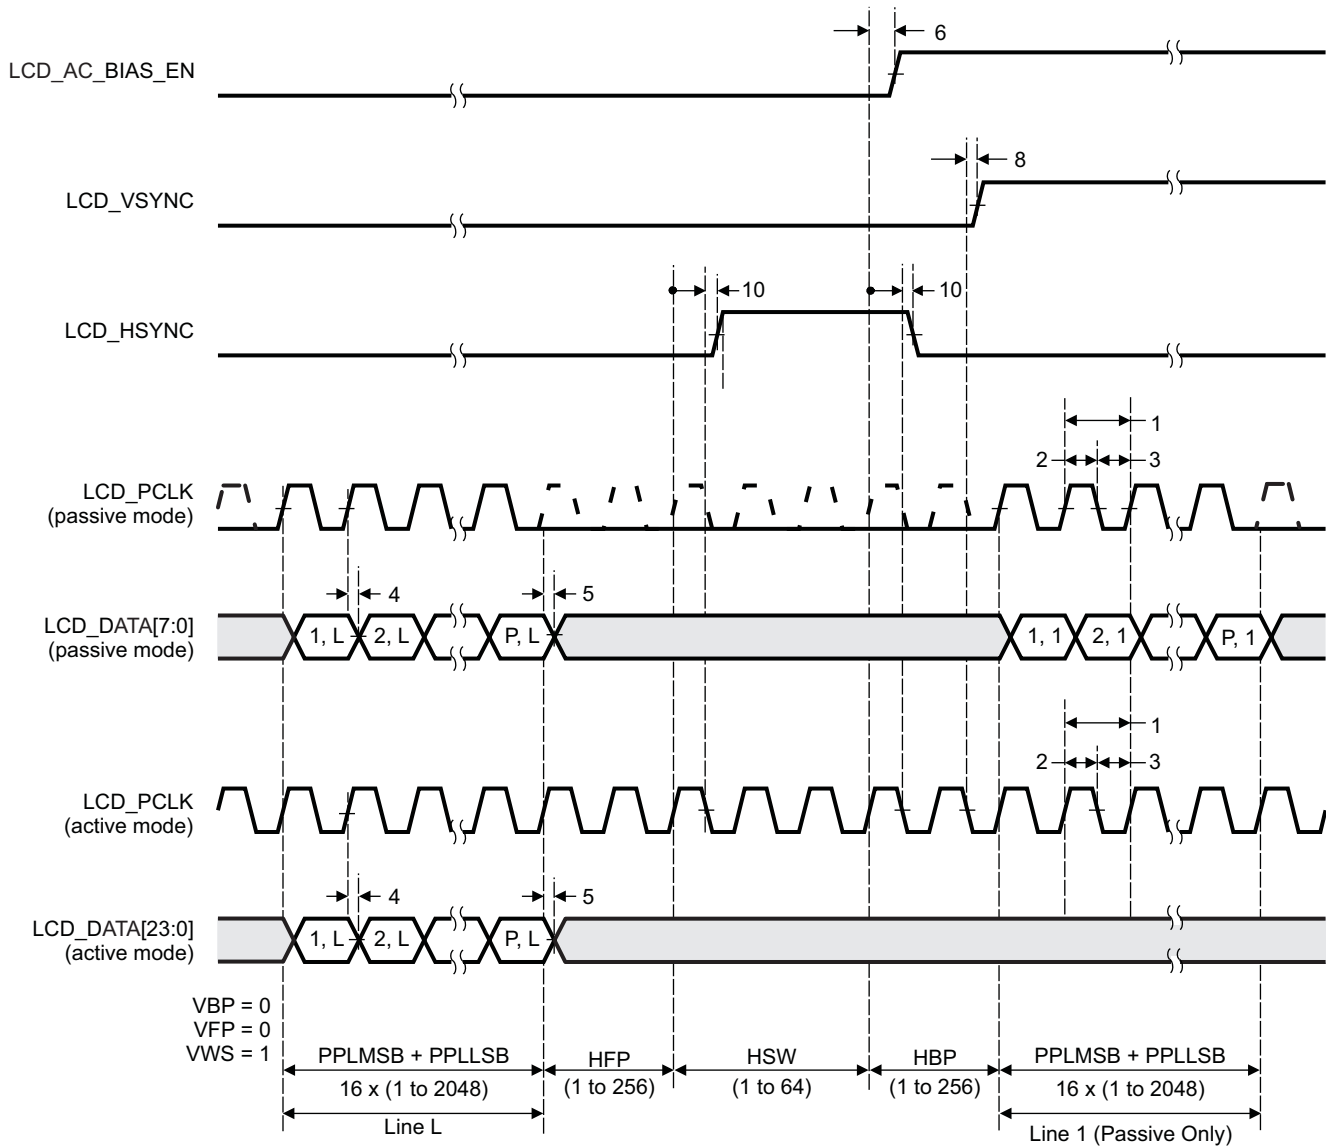 6
LCD_AC_BIAS_EN
8
LCD_VSYNC
10 10
LCD_HSYNC
1
2 3
LCD_PCLK
(passive mode)
4 5
LCD_DATA[7:0]
(passive mode)
1, L 2, L P, L 1, 1 2, 1 P, 1
1
2 3
LCD_PCLK
(active mode)
4 5
LCD_DATA[23:0]
(active mode)
1, L 2, L P, L
VBP = 0
VFP = 0
VWS = 1
PPLMSB + PPLLSB HFP HSW HBP PPLMSB + PPLLSB
16 x (1 to 2048) (1 to 256) (1 to 64) (1 to 256) 16 x (1 to 2048)
Line L Line 1 (Passive Only)